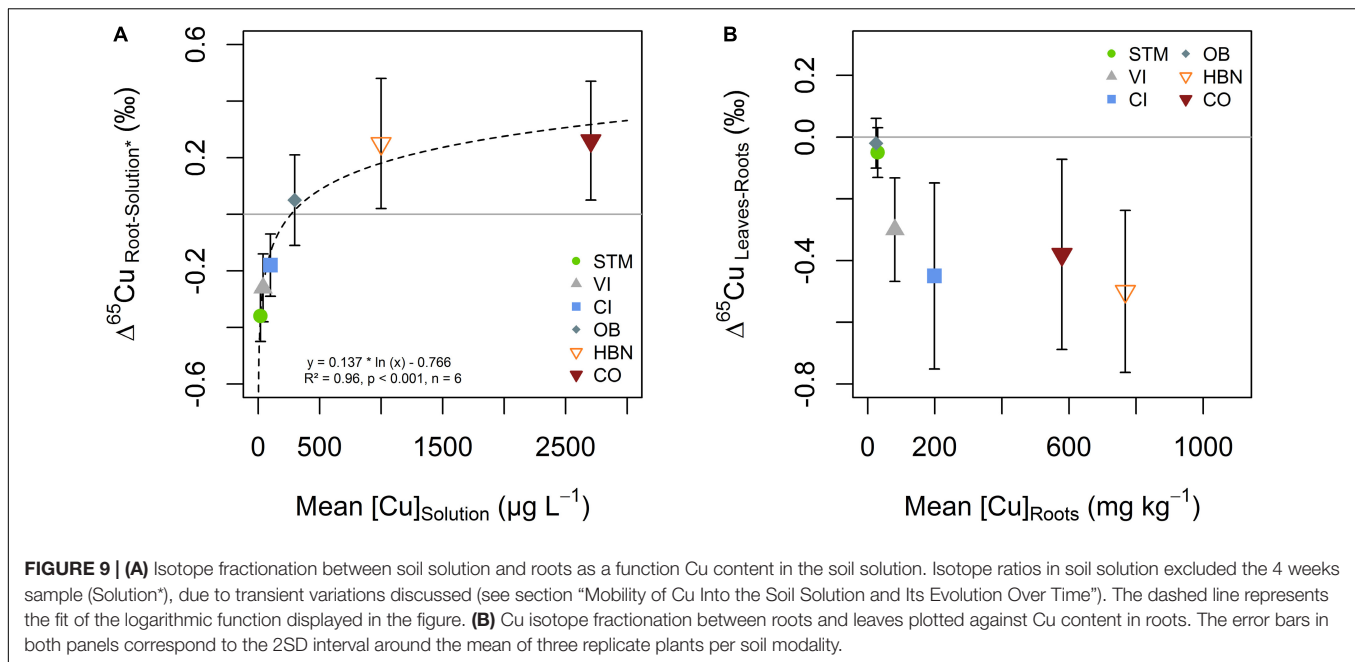 A
Δ65Cu Root-Solution* (‰)
0.6
0.2
-0.2
-0.6
STM
VI
CI
OB
HBN
CO
y = 0.137 * ln (x) - 0.766
R² = 0.96, p < 0.001, n = 6
0 500 1500 2500
Mean [Cu]Solution (µg L−1)
B
Δ65Cu Leaves-Roots (‰)
0.2
0.0
-0.4
-0.8
STM OB
VI HBN
CI CO
0 200 600 1000
Mean [Cu]Roots (mg kg−1)
FIGURE 9 | (A) Isotope fractionation between soil solution and roots as a function Cu content in the soil solution. Isotope ratios in soil solution excluded the 4 weeks
sample (Solution*), due to transient variations discussed (see section “Mobility of Cu Into the Soil Solution and Its Evolution Over Time”). The dashed line represents
the fit of the logarithmic function displayed in the figure. (B) Cu isotope fractionation between roots and leaves plotted against Cu content in roots. The error bars in
both panels correspond to the 2SD interval around the mean of three replicate plants per soil modality.